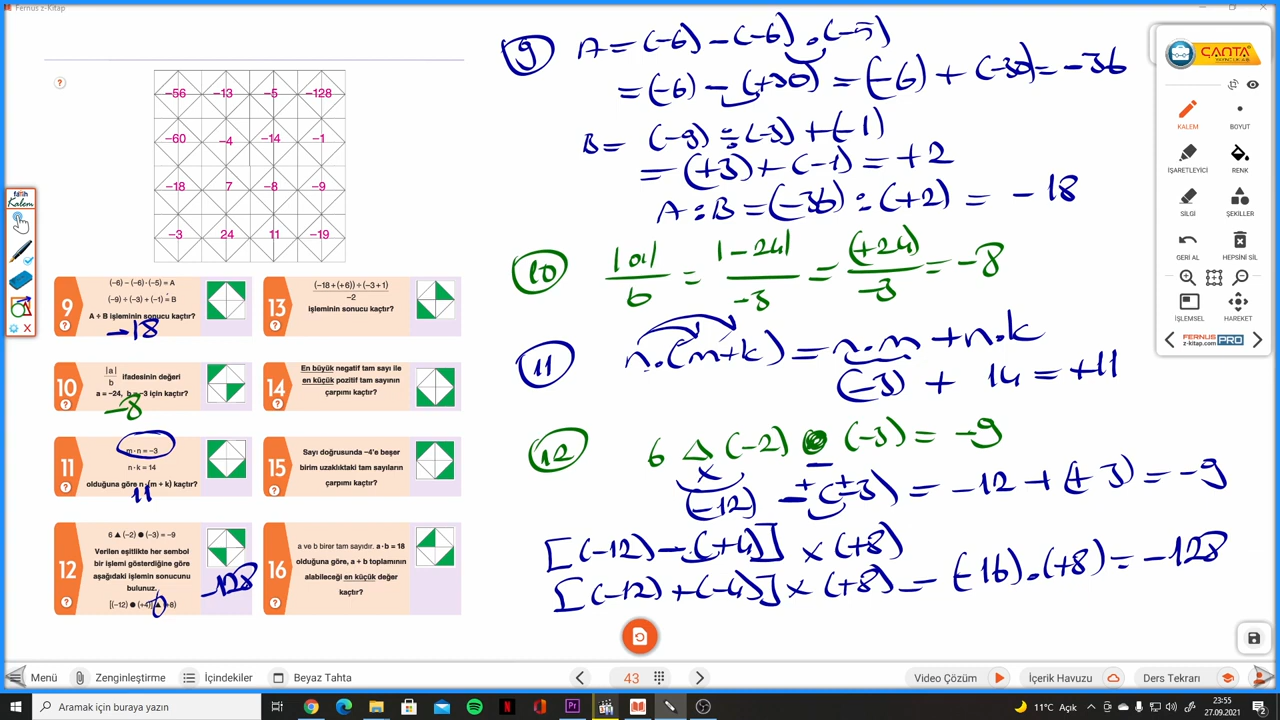 Fernus z-Kitap
-56 -13 -5 -128
-60 -4 -14 -1
-18 7 -8 -9
-3 24 11 -19
9
(-6) - (-6) · (-5) = A
(-9) ÷ (-3) + (-1) = B
A ÷ B işleminin sonucu kaçtır?
-18
10
|a|
b
ifadesinin değeri
a = -24, b = -3 için kaçtır?
-8
11
m · n = -3
n · k = 14
olduğuna göre n · (m + k) kaçtır?
11
12
6 ▲ (-2) ● (-3) = -9
Verilen eşitlikte her sembol
bir işlemi gösterdiğine göre
aşağıdaki işlemin sonucunu
bulunuz.
[(-12) ● (+4)] ▲ (+8)
-128
13
(-18 + (+6)) ÷ (-3 + 1)
-2
işleminin sonucu kaçtır?
14
En büyük negatif tam sayı ile
en küçük pozitif tam sayının
çarpımı kaçtır?
15
Sayı doğrusunda -4'e beşer
birim uzaklıktaki tam sayıların
çarpımı kaçtır?
16
a ve b birer tam sayıdır. a · b = 18
olduğuna göre, a + b toplamının
alabileceği en küçük değer
kaçtır?
9 A = (-6) - (-6) . (-5)
= (-6) - (+30) = (-6) + (-30) = -36
B = (-9) ÷ (-3) + (-1)
= (+3) + (-1) = +2
A ÷ B = (-36) ÷ (+2) = -18
10 |a| / b = |-24| / -3 = (+24) / -3 = -8
11 n.(m+k) = n.m + n.k
(-3) + 14 = +11
12 6 △ (-2) ● (-3) = -9
x -
(-12) - (-3) = -12 + (+3) = -9
[(-12) - (+4)] x (+8)
[(-12) + (-4)] x (+8) = (-16).(+8) = -128
fatih
Kalem
ÇANTA
YAYINCILIK
KALEM BOYUT
İŞARETLEYİCİ RENK
SİLGİ ŞEKİLLER
GERİ AL HEPSİNİ SİL
İŞLEMSEL HAREKET
FERNUS PRO
z-kitap.com
Menü Zenginleştirme İçindekiler Beyaz Tahta 43 Video Çözüm İçerik Havuzu Ders Tekrarı
Aramak için buraya yazın
11°C Açık
23:55
27.09.2021
2